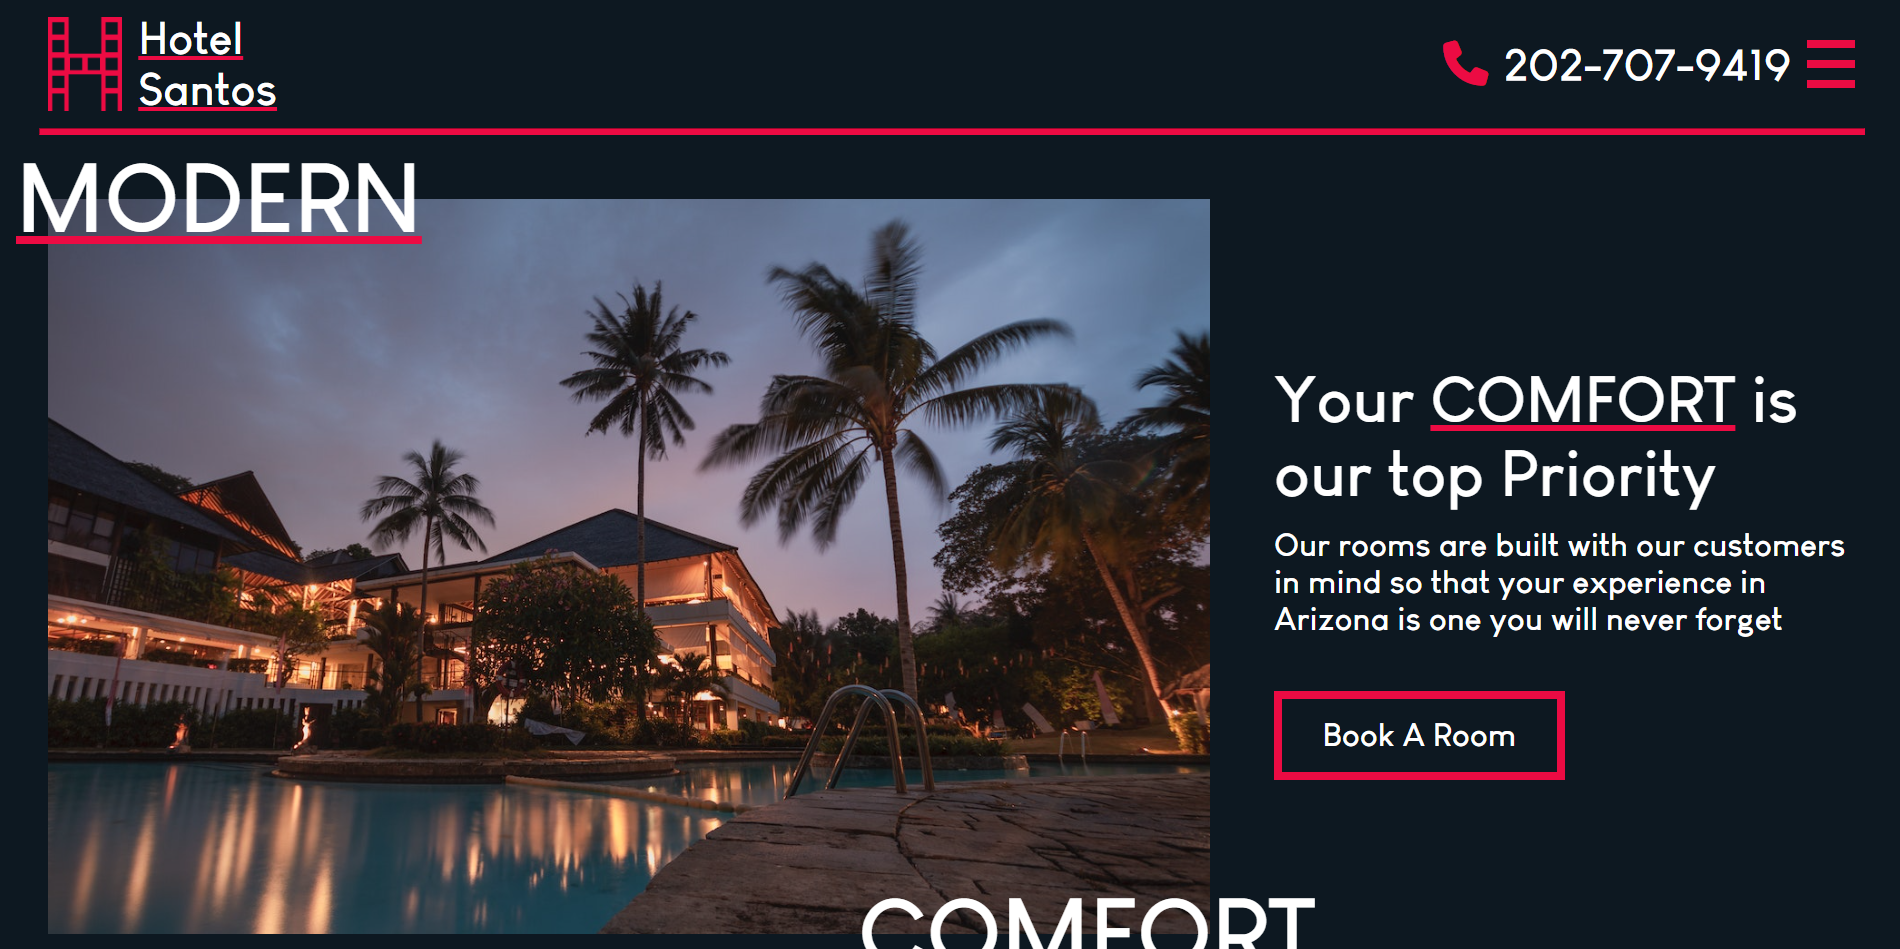 Hotel
Santos
202-707-9419
MODERN
Your COMFORT is
our top Priority
Our rooms are built with our customers
in mind so that your experience in
Arizona is one you will never forget
Book A Room
COMFORT